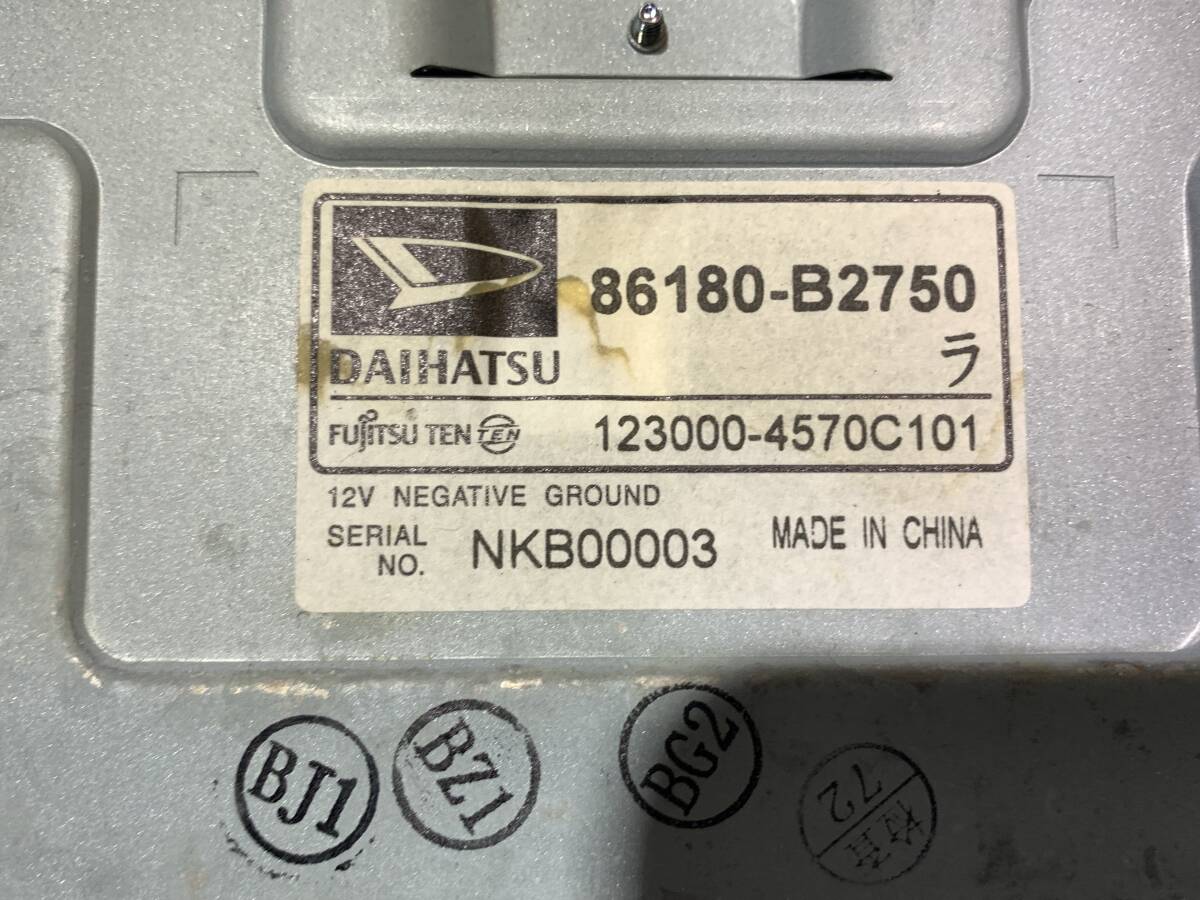 86180-B2750
DAIHATSU
ラ
FUJITSU TEN TEN
123000-4570C101
12V NEGATIVE GROUND
SERIAL NO.
NKB00003
MADE IN CHINA
BJ1
BZ1
BG2
72